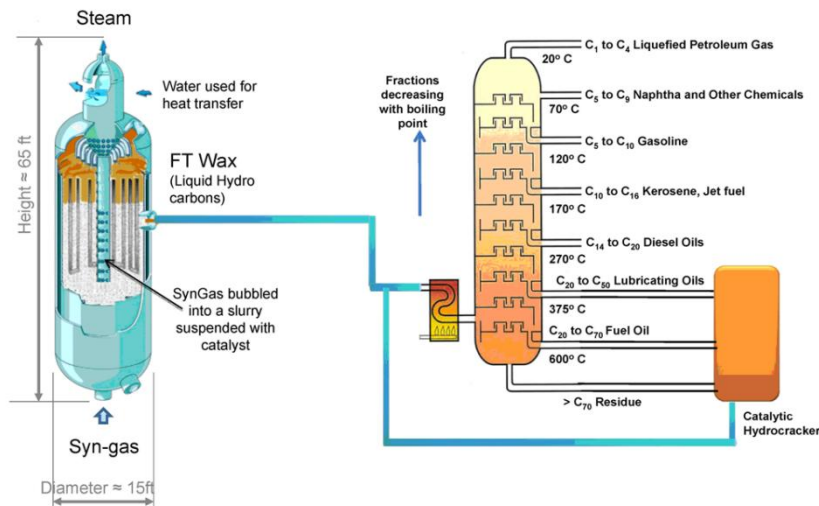 Steam
Water used for
heat transfer
Height ≈ 65 ft
FT Wax
(Liquid Hydro
carbons)
SynGas bubbled
into a slurry
suspended with
catalyst
Syn-gas
Diameter ≈ 15ft
Fractions
decreasing
with boiling
point
C₁ to C₄ Liquefied Petroleum Gas
20° C
C₅ to C₉ Naphtha and Other Chemicals
70° C
C₅ to C₁₀ Gasoline
120° C
C₁₀ to C₁₆ Kerosene, Jet fuel
170° C
C₁₄ to C₂₀ Diesel Oils
270° C
C₂₀ to C₅₀ Lubricating Oils
375° C
C₂₀ to C₇₀ Fuel Oil
600° C
> C₇₀ Residue
Catalytic
Hydrocracker